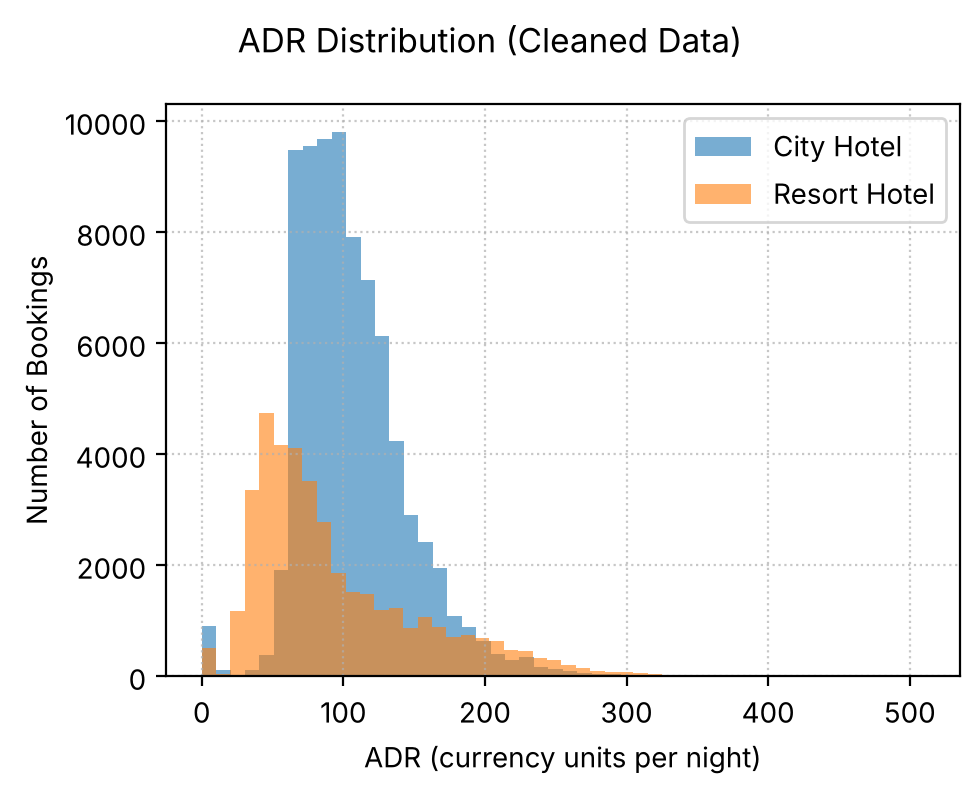 ADR Distribution (Cleaned Data)
10000
8000
6000
4000
2000
0
Number of Bookings
City Hotel
Resort Hotel
0 100 200 300 400 500
ADR (currency units per night)